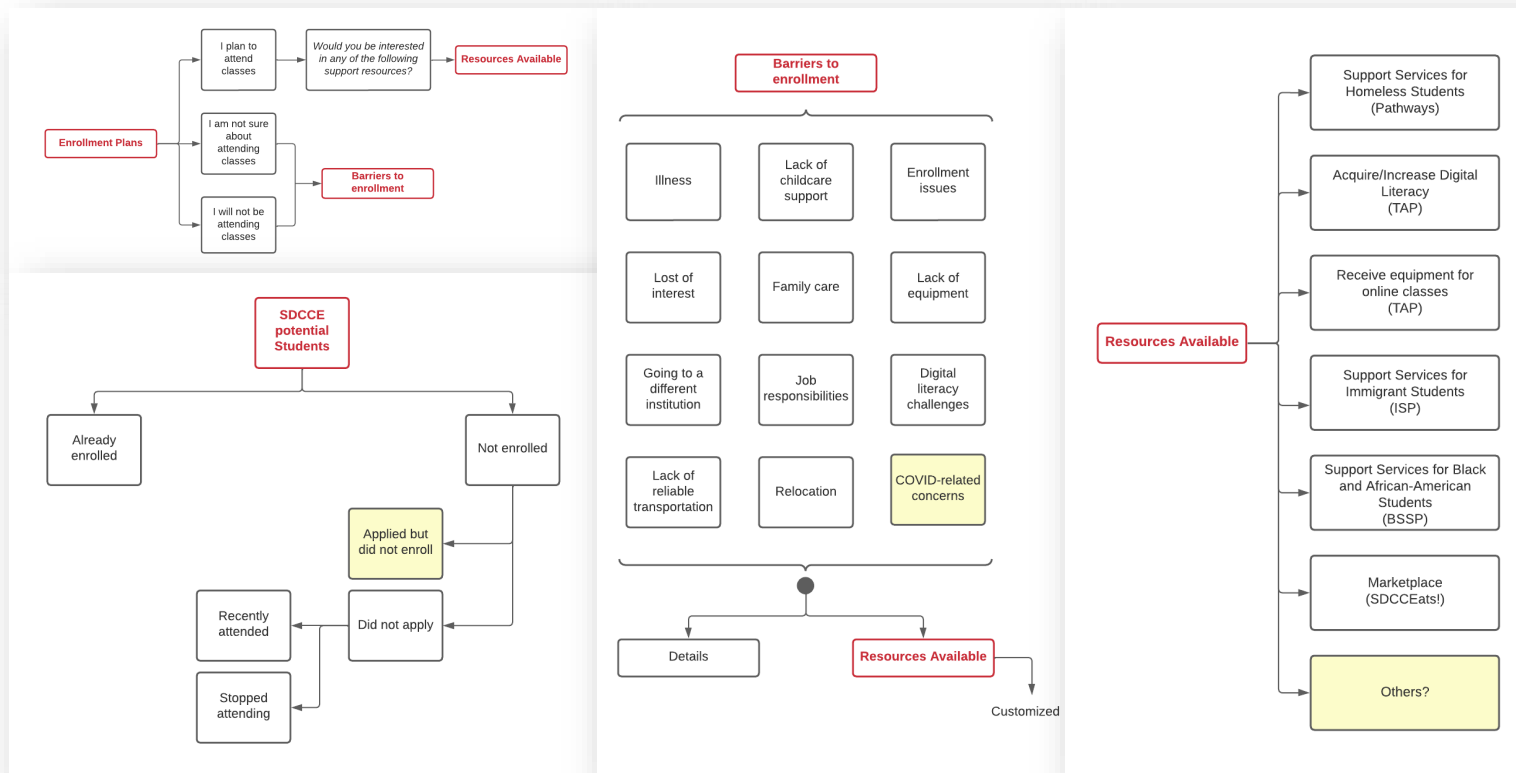 I plan to
attend
classes
Would you be interested
in any of the following
support resources?
Resources Available
Enrollment Plans
I am not sure
about
attending
classes
Barriers to
enrollment
I will not be
attending
classes
SDCCE
potential
Students
Already
enrolled
Not enrolled
Applied but
did not enroll
Recently
attended
Did not apply
Stopped
attending
Barriers to
enrollment
Illness
Lack of
childcare
support
Enrollment
issues
Lost of
interest
Family care
Lack of
equipment
Going to a
different
institution
Job
responsibilities
Digital
literacy
challenges
Lack of
reliable
transportation
Relocation
COVID-related
concerns
Details
Resources Available
Customized
Resources Available
Support Services for
Homeless Students
(Pathways)
Acquire/Increase Digital
Literacy
(TAP)
Receive equipment for
online classes
(TAP)
Support Services for
Immigrant Students
(ISP)
Support Services for Black
and African-American
Students
(BSSP)
Marketplace
(SDCCEats!)
Others?